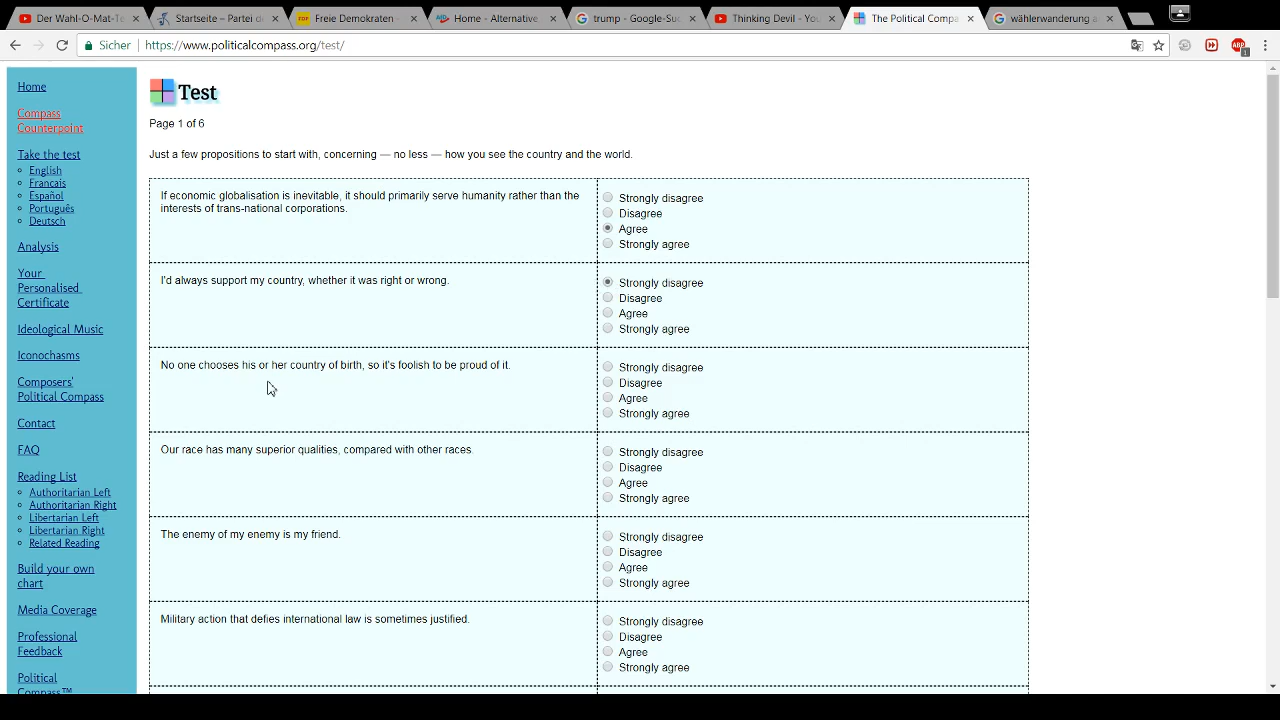 Der Wahl-O-Mat-Te
Startseite – Partei de
Freie Demokraten -
Home - Alternative
trump - Google-Suc
Thinking Devil - You
The Political Compa
wählerwanderung a
Sicher
https://www.politicalcompass.org/test/
Home
Compass
Counterpoint
Take the test
English
Francais
Español
Português
Deutsch
Analysis
Your
Personalised
Certificate
Ideological Music
Iconochasms
Composers'
Political Compass
Contact
FAQ
Reading List
Authoritarian Left
Authoritarian Right
Libertarian Left
Libertarian Right
Related Reading
Build your own
chart
Media Coverage
Professional
Feedback
Political
Compass™
Test
Page 1 of 6
Just a few propositions to start with, concerning — no less — how you see the country and the world.
If economic globalisation is inevitable, it should primarily serve humanity rather than the
interests of trans-national corporations.
Strongly disagree
Disagree
Agree
Strongly agree
I'd always support my country, whether it was right or wrong.
Strongly disagree
Disagree
Agree
Strongly agree
No one chooses his or her country of birth, so it's foolish to be proud of it.
Strongly disagree
Disagree
Agree
Strongly agree
Our race has many superior qualities, compared with other races.
Strongly disagree
Disagree
Agree
Strongly agree
The enemy of my enemy is my friend.
Strongly disagree
Disagree
Agree
Strongly agree
Military action that defies international law is sometimes justified.
Strongly disagree
Disagree
Agree
Strongly agree